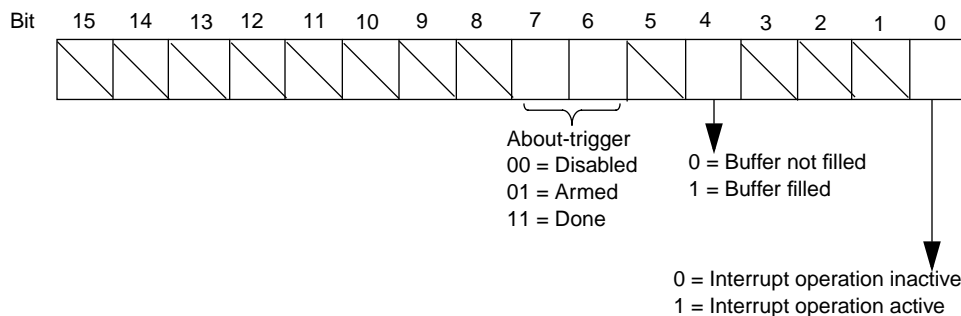 Bit 15 14 13 12 11 10 9 8 7 6 5 4 3 2 1 0
About-trigger
00 = Disabled
01 = Armed
11 = Done
0 = Buffer not filled
1 = Buffer filled
0 = Interrupt operation inactive
1 = Interrupt operation active